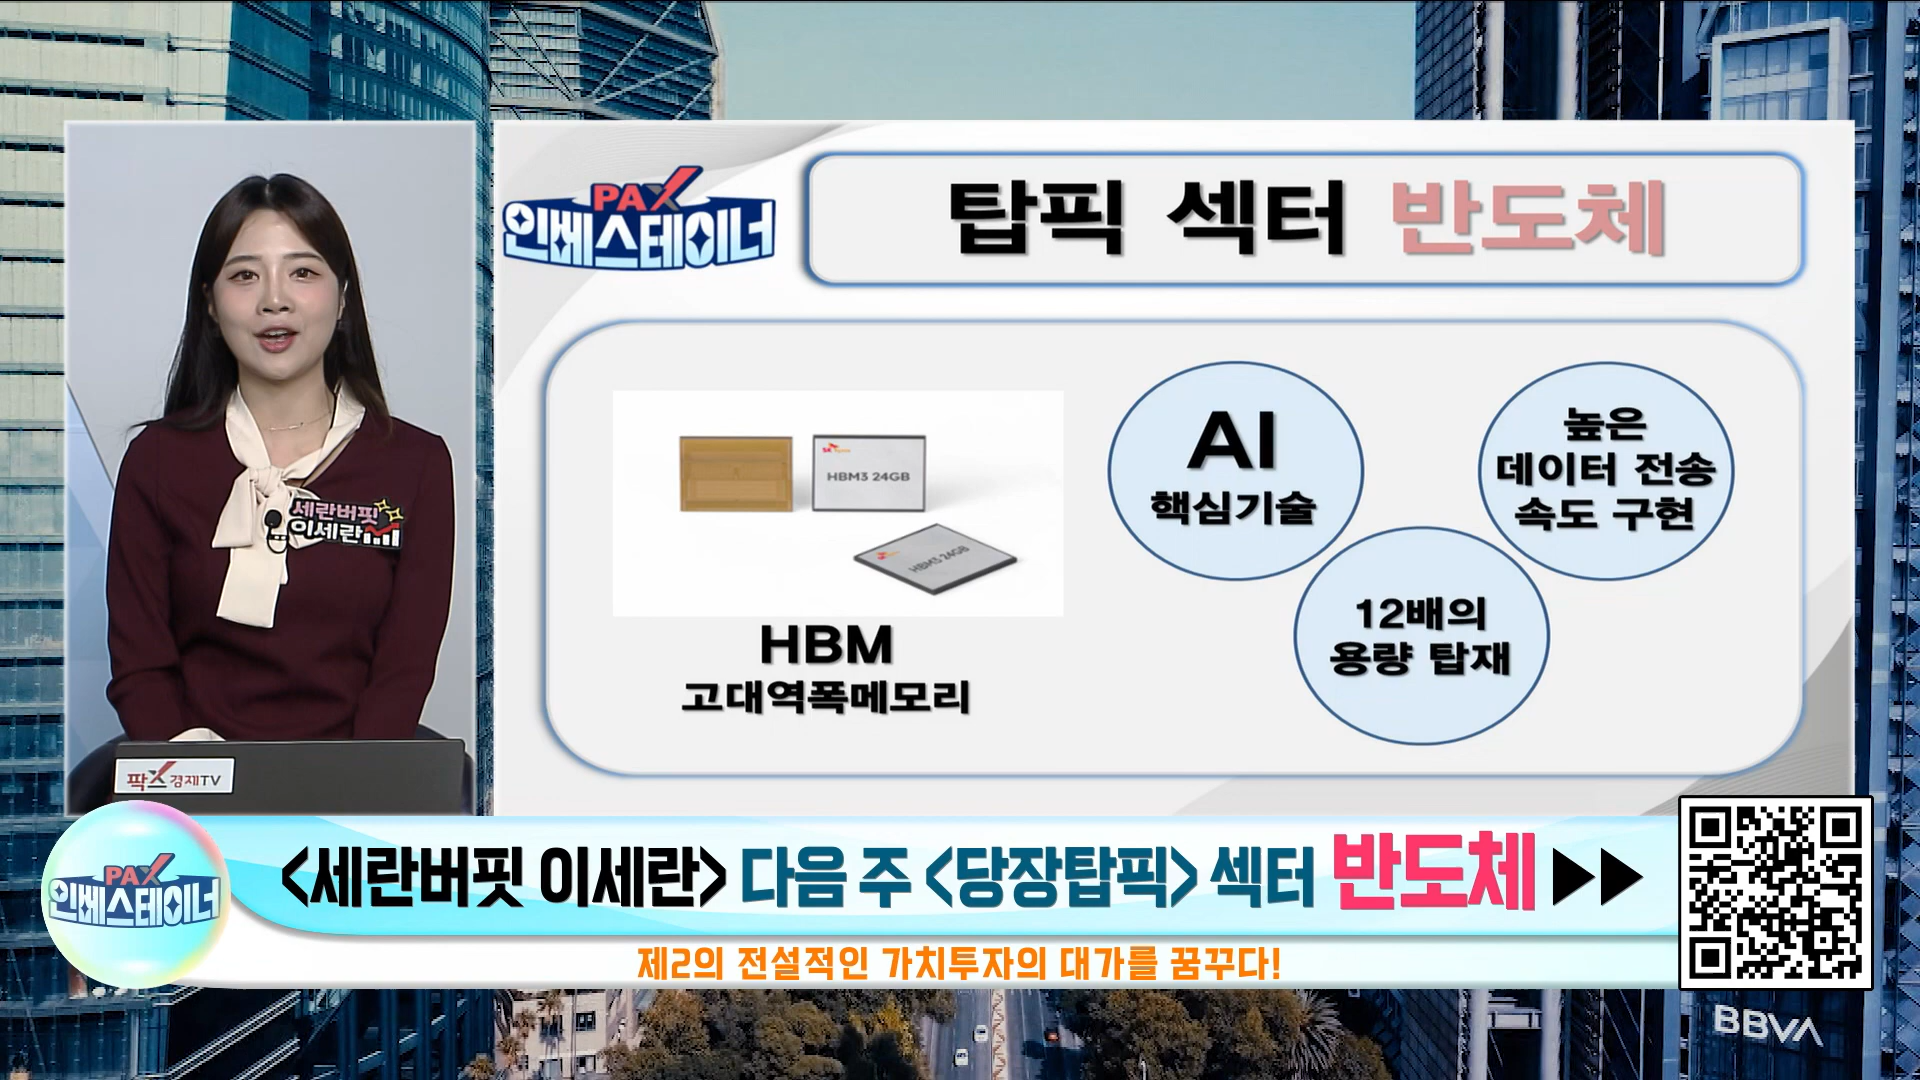 PAX
인베스테이너
탑픽 섹터 반도체
SK hynix
HBM3 24GB
HBM3 24GB
HBM
고대역폭메모리
AI
핵심기술
높은
데이터 전송
속도 구현
12배의
용량 탑재
세란버핏
이세란
팍스경제TV
PAX
인베스테이너
<세란버핏 이세란> 다음 주 <당장탑픽> 섹터 반도체 ▶▶
제2의 전설적인 가치투자의 대가를 꿈꾸다!
BBVA